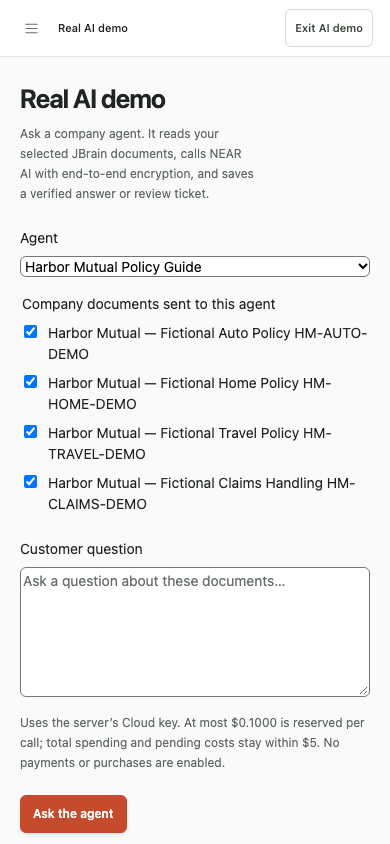 Real AI demo
Exit AI demo
Real AI demo
Ask a company agent. It reads your
selected JBrain documents, calls NEAR
AI with end-to-end encryption, and saves
a verified answer or review ticket.
Agent
Harbor Mutual Policy Guide
Company documents sent to this agent
Harbor Mutual — Fictional Auto Policy HM-AUTO-
DEMO
Harbor Mutual — Fictional Home Policy HM-
HOME-DEMO
Harbor Mutual — Fictional Travel Policy HM-
TRAVEL-DEMO
Harbor Mutual — Fictional Claims Handling HM-
CLAIMS-DEMO
Customer question
Ask a question about these documents...
Uses the server’s Cloud key. At most $0.1000 is reserved per
call; total spending and pending costs stay within $5. No
payments or purchases are enabled.
Ask the agent